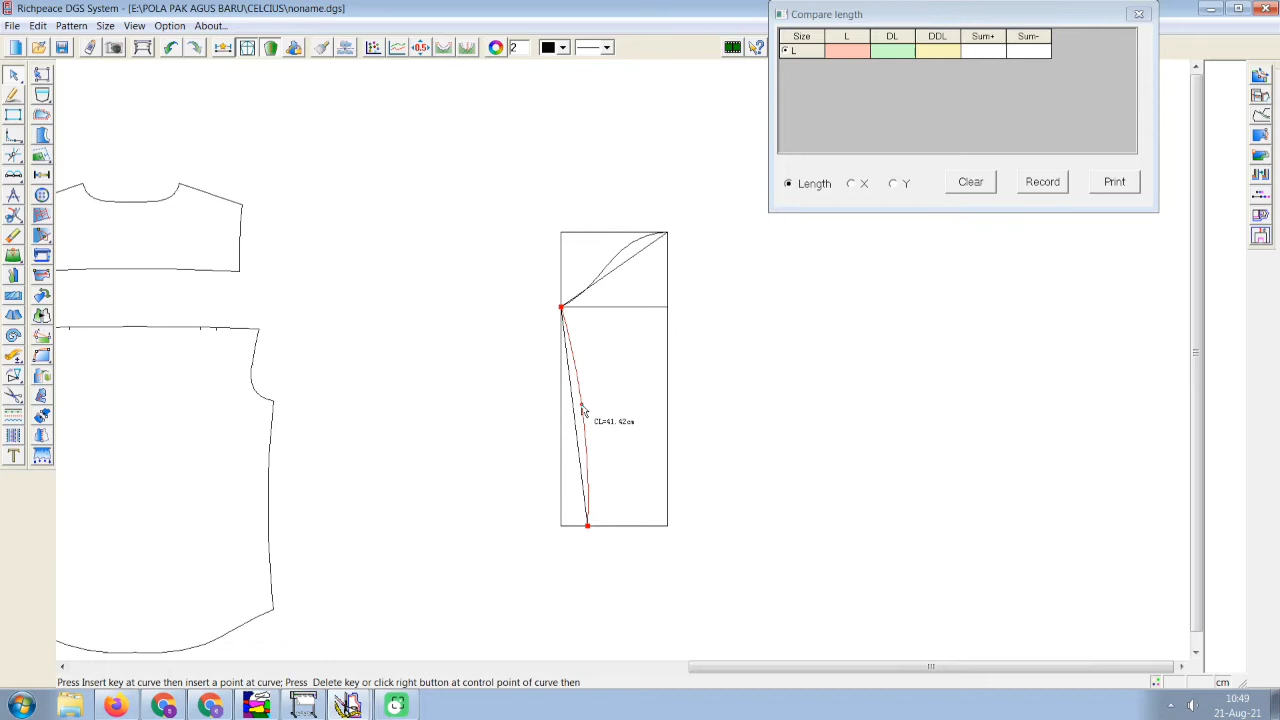 Richpeace DGS System - [E:\POLA PAK AGUS BARU\CELCIUS\noname.dgs]
File Edit Pattern Size View Option About...
2
Compare length
Size L DL DDL Sum+ Sum-
L
Length X Y Clear Record Print
CL=41.42cm
Press Insert key at curve then insert a point at curve; Press Delete key or click right button at control point of curve then
cm
10:49
21-Aug-21